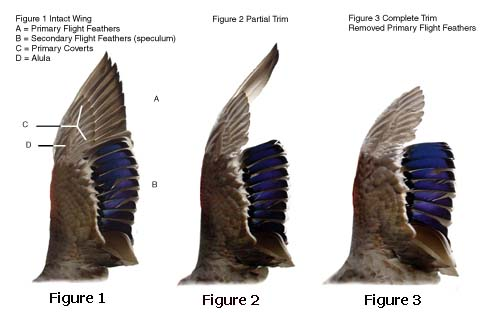 Figure 1 Intact Wing
A = Primary Flight Feathers
B = Secondary Flight Feathers (speculum)
C = Primary Coverts
D = Alula
Figure 2 Partial Trim
Figure 3 Complete Trim
Removed Primary Flight Feathers
A
C
D
B
Figure 1
Figure 2
Figure 3